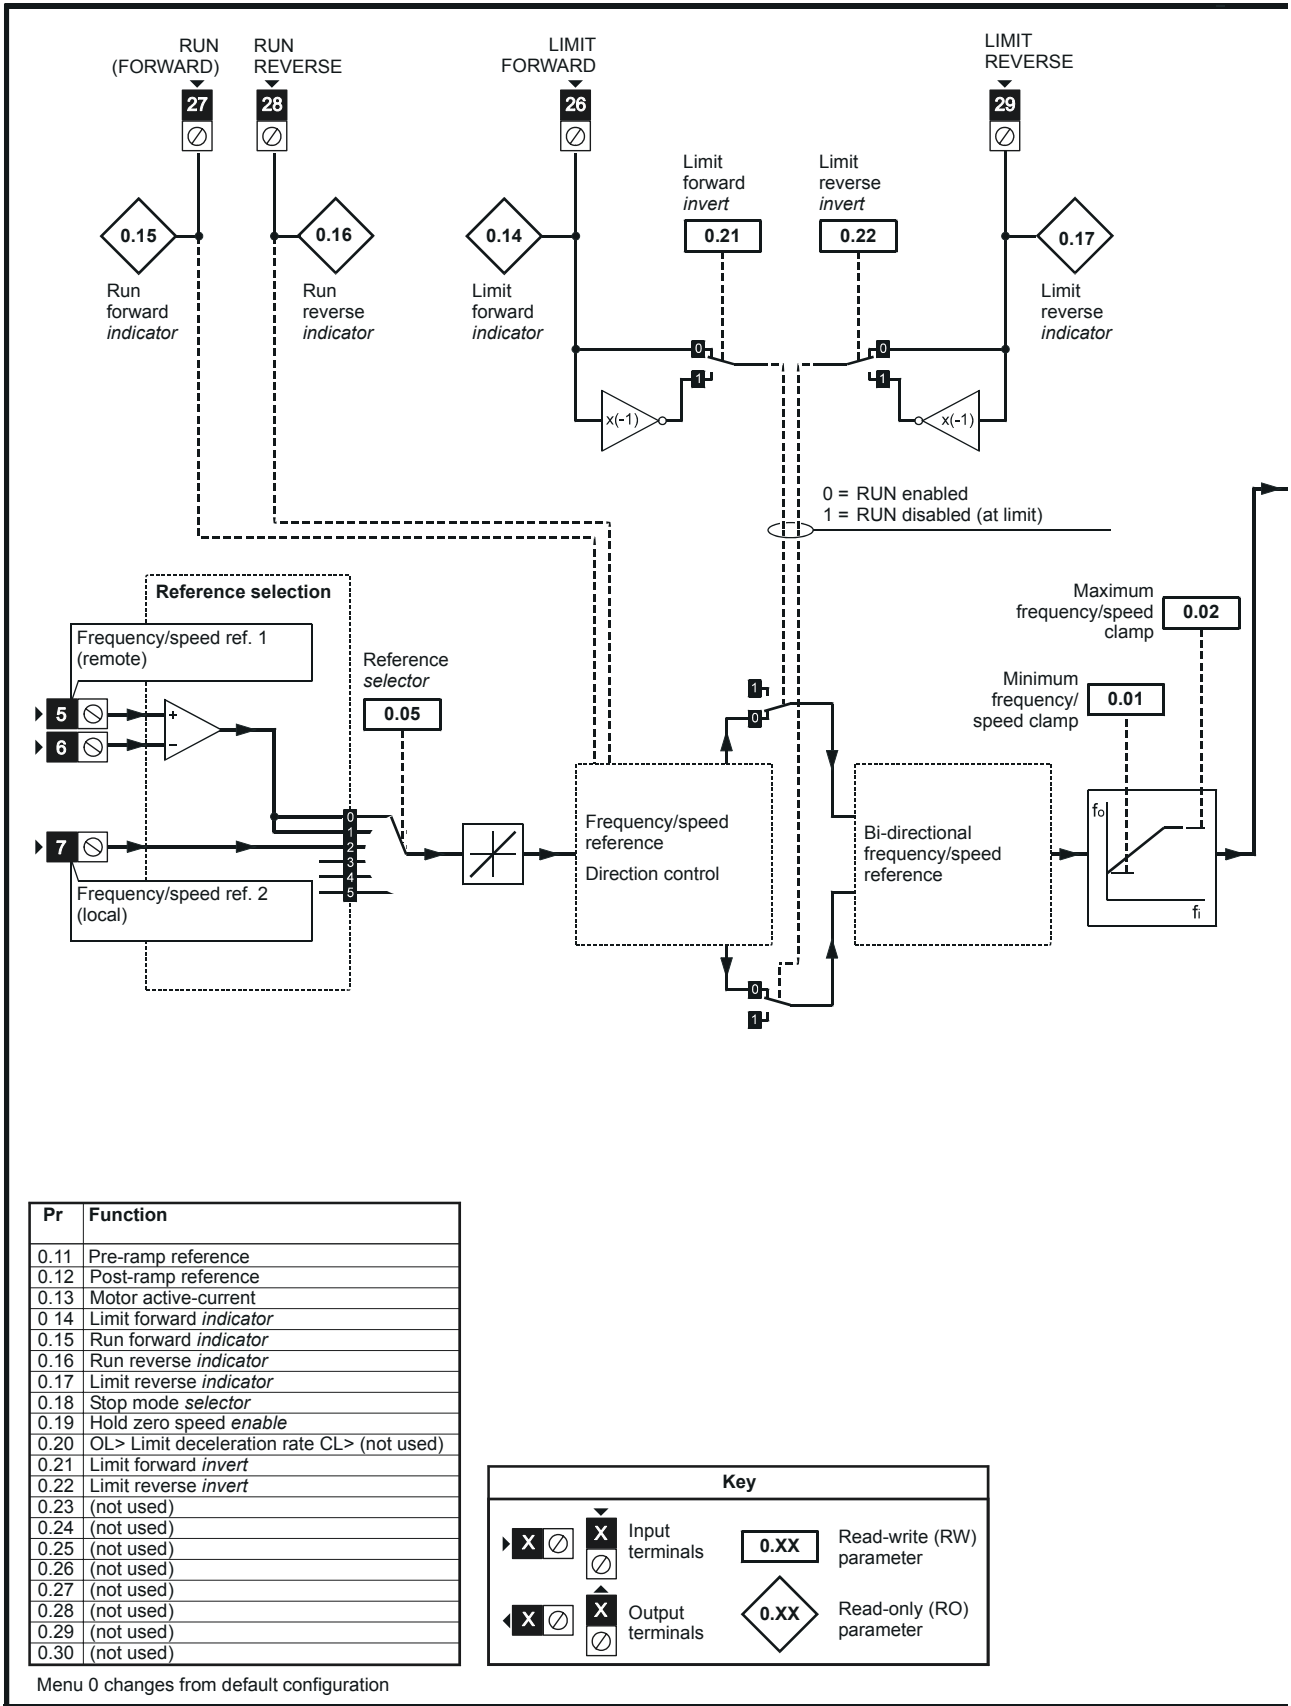 RUN
(FORWARD)
RUN
REVERSE
LIMIT
FORWARD
LIMIT
REVERSE
27
28
26
29
Limit
forward
invert
Limit
reverse
invert
0.15
0.16
0.14
0.21
0.22
0.17
Run
forward
indicator
Run
reverse
indicator
Limit
forward
indicator
Limit
reverse
indicator
0
1
0
1
x(-1)
x(-1)
0 = RUN enabled
1 = RUN disabled (at limit)
Reference selection
Frequency/speed ref. 1
(remote)
Reference
selector
0.05
5
6
+
−
7
0
1
2
3
4
5
Frequency/speed ref. 2
(local)
1
0
Frequency/speed
reference
Direction control
0
1
Bi-directional
frequency/speed
reference
Maximum
frequency/speed
clamp
0.02
Minimum
frequency/
speed clamp
0.01
fo
fi
Pr Function
0.11 Pre-ramp reference
0.12 Post-ramp reference
0.13 Motor active-current
0 14 Limit forward indicator
0.15 Run forward indicator
0.16 Run reverse indicator
0.17 Limit reverse indicator
0.18 Stop mode selector
0.19 Hold zero speed enable
0.20 OL> Limit deceleration rate CL> (not used)
0.21 Limit forward invert
0.22 Limit reverse invert
0.23 (not used)
0.24 (not used)
0.25 (not used)
0.26 (not used)
0.27 (not used)
0.28 (not used)
0.29 (not used)
0.30 (not used)
Key
X
X
Input
terminals
0.XX
Read-write (RW)
parameter
X
X
Output
terminals
0.XX
Read-only (RO)
parameter
Menu 0 changes from default configuration